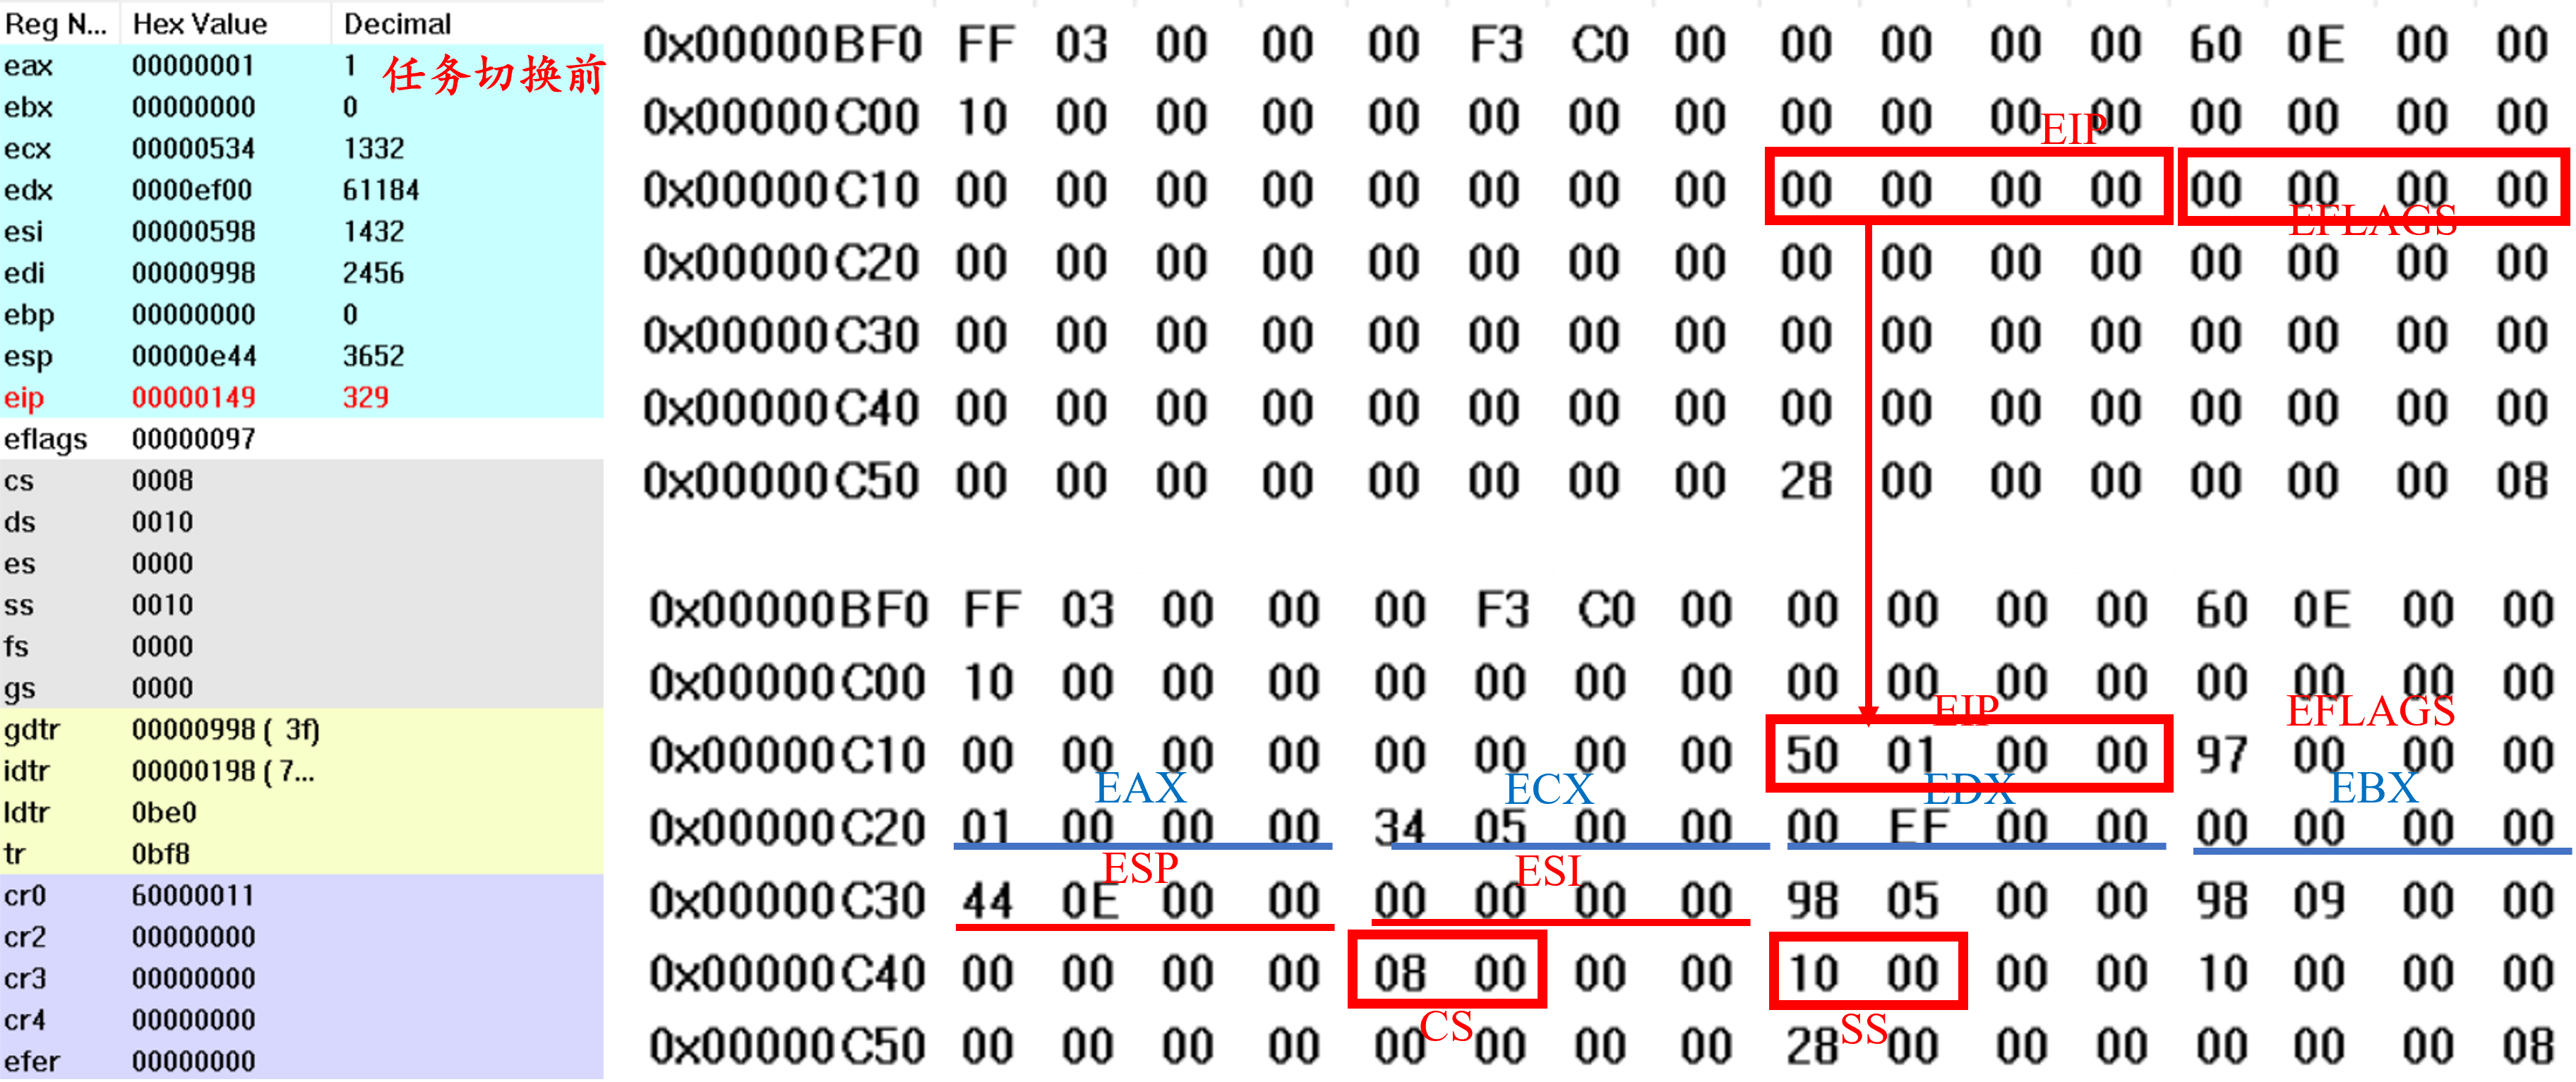 Reg N... Hex Value Decimal
eax 00000001 1 任务切换前
ebx 00000000 0
ecx 00000534 1332
edx 0000ef00 61184
esi 00000598 1432
edi 00000998 2456
ebp 00000000 0
esp 00000e44 3652
eip 00000149 329
eflags 00000097
cs 0008
ds 0010
es 0000
ss 0010
fs 0000
gs 0000
gdtr 00000998 ( 3f)
idtr 00000198 ( 7...
ldtr 0be0
tr 0bf8
cr0 60000011
cr2 00000000
cr3 00000000
cr4 00000000
efer 00000000
0x00000BF0 FF 03 00 00 00 F3 C0 00 00 00 00 00 60 0E 00 00
0x00000C00 10 00 00 00 00 00 00 00 00 00 00 00 00 00 00 00
EIP
0x00000C10 00 00 00 00 00 00 00 00 00 00 00 00 00 00 00 00
EFLAGS
0x00000C20 00 00 00 00 00 00 00 00 00 00 00 00 00 00 00 00
0x00000C30 00 00 00 00 00 00 00 00 00 00 00 00 00 00 00 00
0x00000C40 00 00 00 00 00 00 00 00 00 00 00 00 00 00 00 00
0x00000C50 00 00 00 00 00 00 00 00 28 00 00 00 00 00 00 08
0x00000BF0 FF 03 00 00 00 F3 C0 00 00 00 00 00 60 0E 00 00
0x00000C00 10 00 00 00 00 00 00 00 00 00 00 00 00 00 00 00
EIP EFLAGS
0x00000C10 00 00 00 00 00 00 00 00 50 01 00 00 97 00 00 00
EAX ECX EDX EBX
0x00000C20 01 00 00 00 34 05 00 00 00 EF 00 00 00 00 00 00
ESP ESI
0x00000C30 44 0E 00 00 00 00 00 00 98 05 00 00 98 09 00 00
0x00000C40 00 00 00 00 08 00 00 00 10 00 00 00 10 00 00 00
CS SS
0x00000C50 00 00 00 00 00 00 00 00 28 00 00 00 00 00 00 08